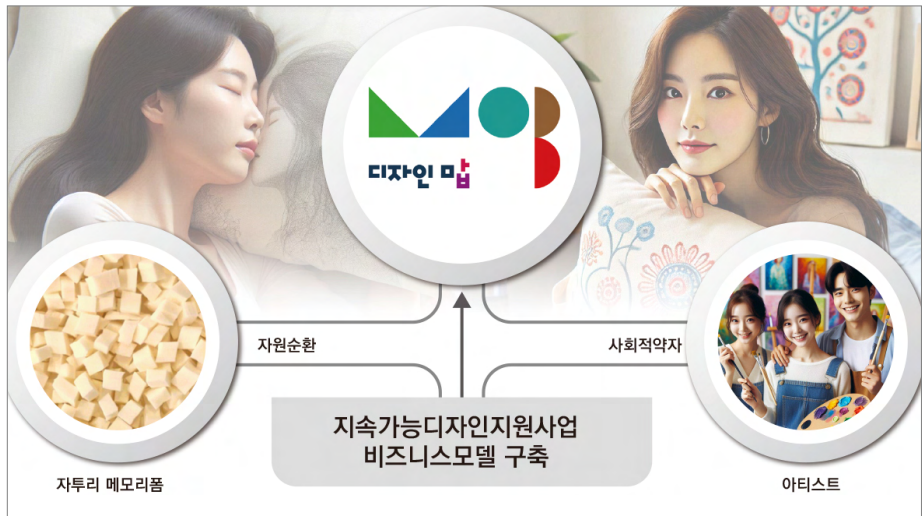 디자인 맙
자원순환
사회적약자
지속가능디자인지원사업
비즈니스모델 구축
자투리 메모리폼
아티스트